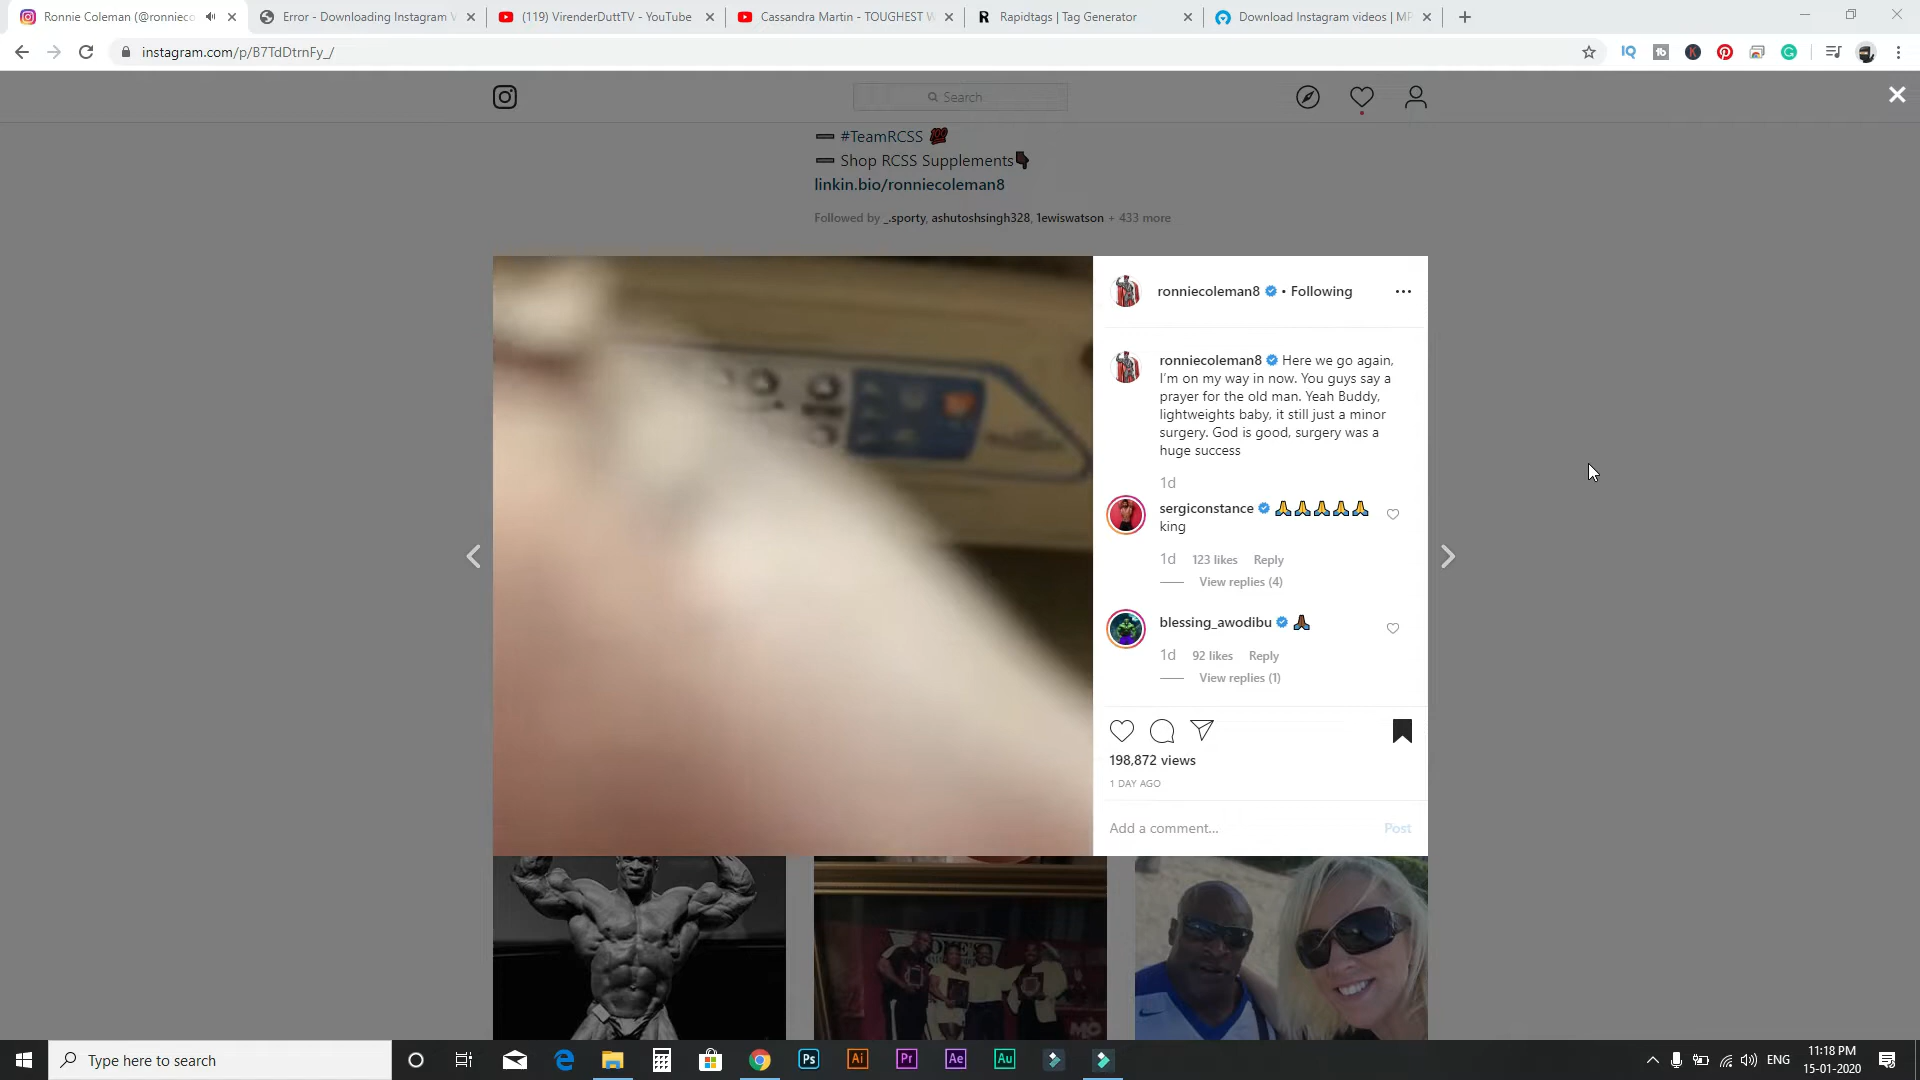 Ronnie Coleman (@ronnieco
Error - Downloading Instagram V
(119) VirenderDuttTV - YouTube
Cassandra Martin - TOUGHEST W
R Rapidtags | Tag Generator
Download Instagram videos | MP
instagram.com/p/B7TdDtrnFy_/
Search
➖ #TeamRCSS 💯
➖ Shop RCSS Supplements👇🏿
linkin.bio/ronniecoleman8
Followed by _.sporty, ashutoshsingh328, 1ewiswatson + 433 more
ronniecoleman8 • Following
ronniecoleman8 Here we go again,
I'm on my way in now. You guys say a
prayer for the old man. Yeah Buddy,
lightweights baby, it still just a minor
surgery. God is good, surgery was a
huge success
1d
sergiconstance 🙏🙏🙏🙏🙏
king
1d 123 likes Reply
View replies (4)
blessing_awodibu 🙏🏿
1d 92 likes Reply
View replies (1)
198,872 views
1 DAY AGO
Add a comment... Post
Type here to search
Ps
Ai
Pr
Ae
Au
ENG
11:18 PM
15-01-2020